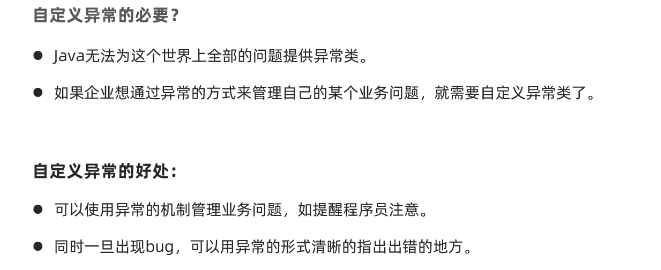 自定义异常的必要？
● Java无法为这个世界上全部的问题提供异常类。
● 如果企业想通过异常的方式来管理自己的某个业务问题，就需要自定义异常类了。
自定义异常的好处：
● 可以使用异常的机制管理业务问题，如提醒程序员注意。
● 同时一旦出现bug，可以用异常的形式清晰的指出出错的地方。